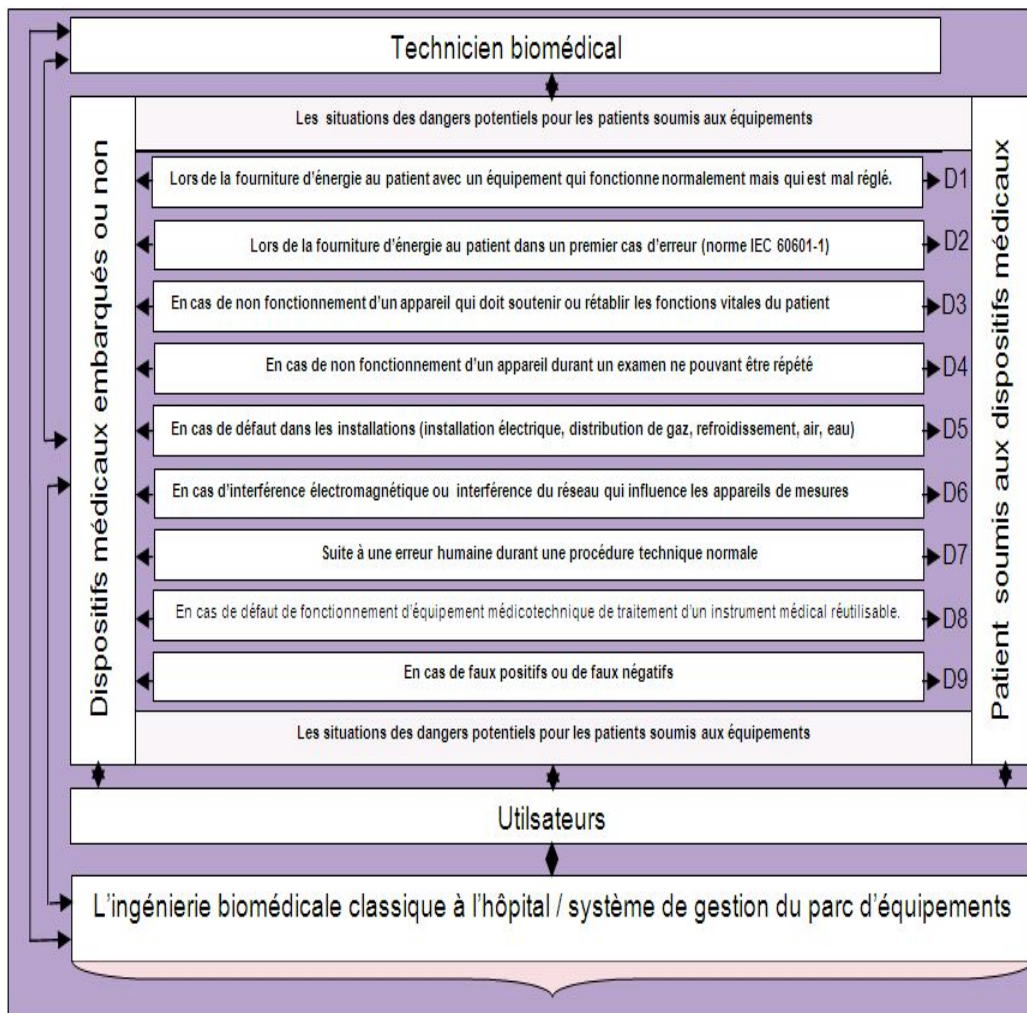 Technicien biomédical
Les situations des dangers potentiels pour les patients soumis aux équipements
Dispositifs médicaux embarqués ou non
Patient soumis aux dispositifs médicaux
Lors de la fourniture d'énergie au patient avec un équipement qui fonctionne normalement mais qui est mal réglé.
D1
Lors de la fourniture d'énergie au patient dans un premier cas d'erreur (norme IEC 60601-1)
D2
En cas de non fonctionnement d'un appareil qui doit soutenir ou rétablir les fonctions vitales du patient
D3
En cas de non fonctionnement d'un appareil durant un examen ne pouvant être répété
D4
En cas de défaut dans les installations (installation électrique, distribution de gaz, refroidissement, air, eau)
D5
En cas d'interférence électromagnétique ou interférence du réseau qui influence les appareils de mesures
D6
Suite à une erreur humaine durant une procédure technique normale
D7
En cas de défaut de fonctionnement d'équipement médicotechnique de traitement d'un instrument médical réutilisable.
D8
En cas de faux positifs ou de faux négatifs
D9
Les situations des dangers potentiels pour les patients soumis aux équipements
Utilsateurs
L'ingénierie biomédicale classique à l'hôpital / système de gestion du parc d'équipements